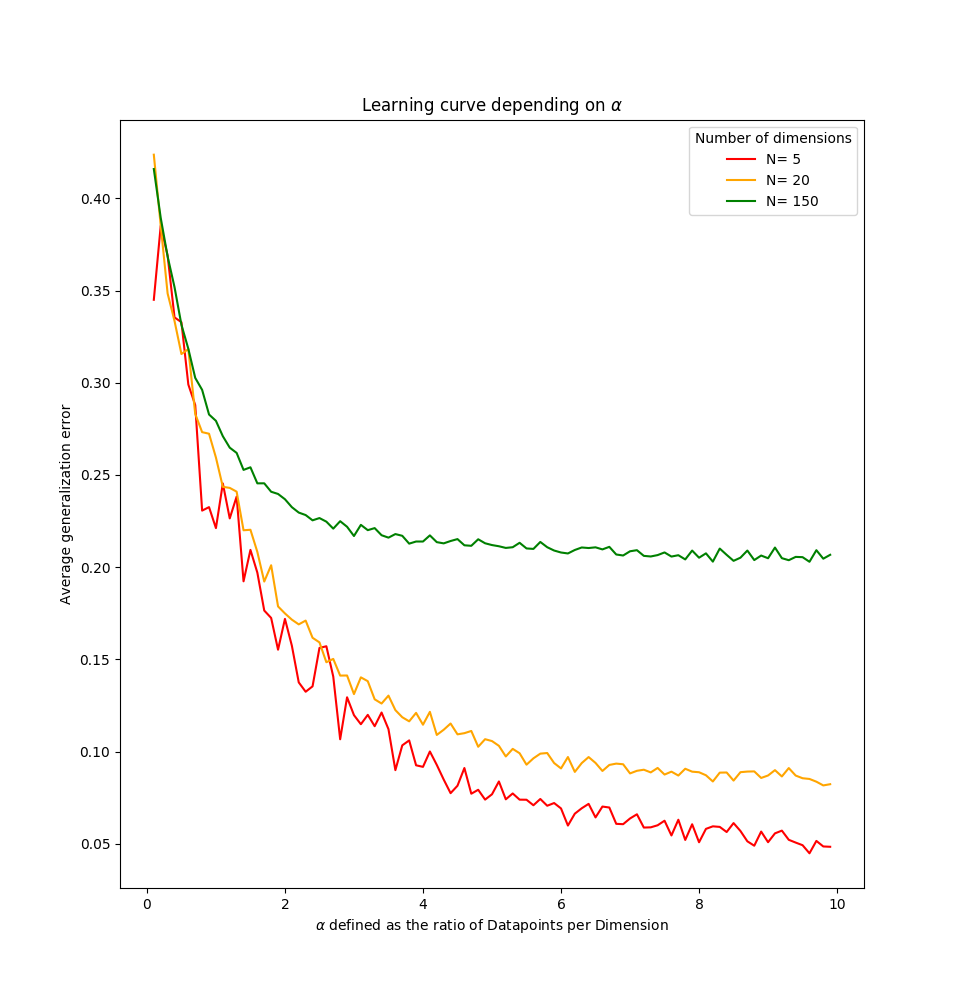 Learning curve depending on α
Number of dimensions
N= 5
N= 20
N= 150
Average generalization error
0.40
0.35
0.30
0.25
0.20
0.15
0.10
0.05
0 2 4 6 8 10
α defined as the ratio of Datapoints per Dimension